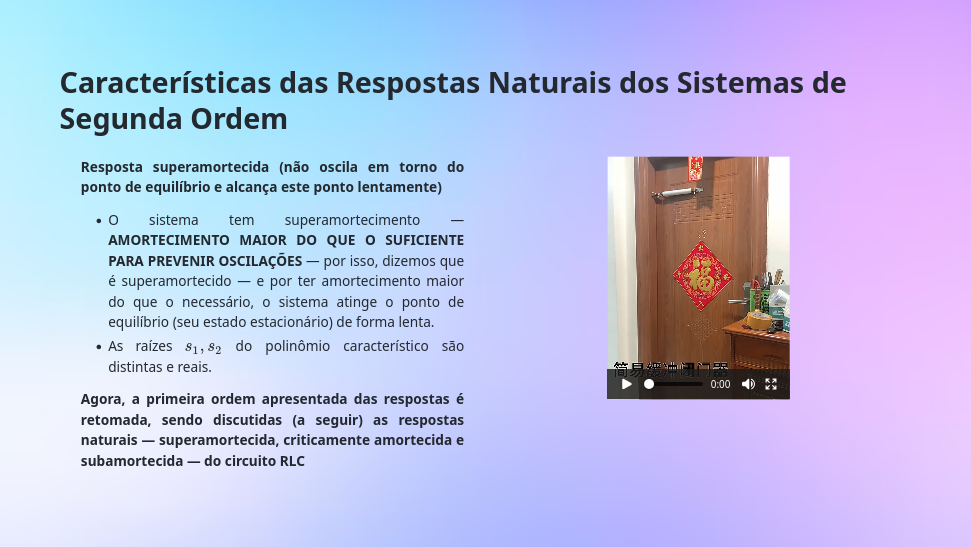 Características das Respostas Naturais dos Sistemas de
Segunda Ordem
Resposta superamortecida (não oscila em torno do
ponto de equilíbrio e alcança este ponto lentamente)
• O sistema tem superamortecimento —
AMORTECIMENTO MAIOR DO QUE O SUFICIENTE
PARA PREVENIR OSCILAÇÕES — por isso, dizemos que
é superamortecido — e por ter amortecimento maior
do que o necessário, o sistema atinge o ponto de
equilíbrio (seu estado estacionário) de forma lenta.
• As raízes s₁, s₂ do polinômio característico são
distintas e reais.
Agora, a primeira ordem apresentada das respostas é
retomada, sendo discutidas (a seguir) as respostas
naturais — superamortecida, criticamente amortecida e
subamortecida — do circuito RLC
福
简易缓冲闭门器
0:00